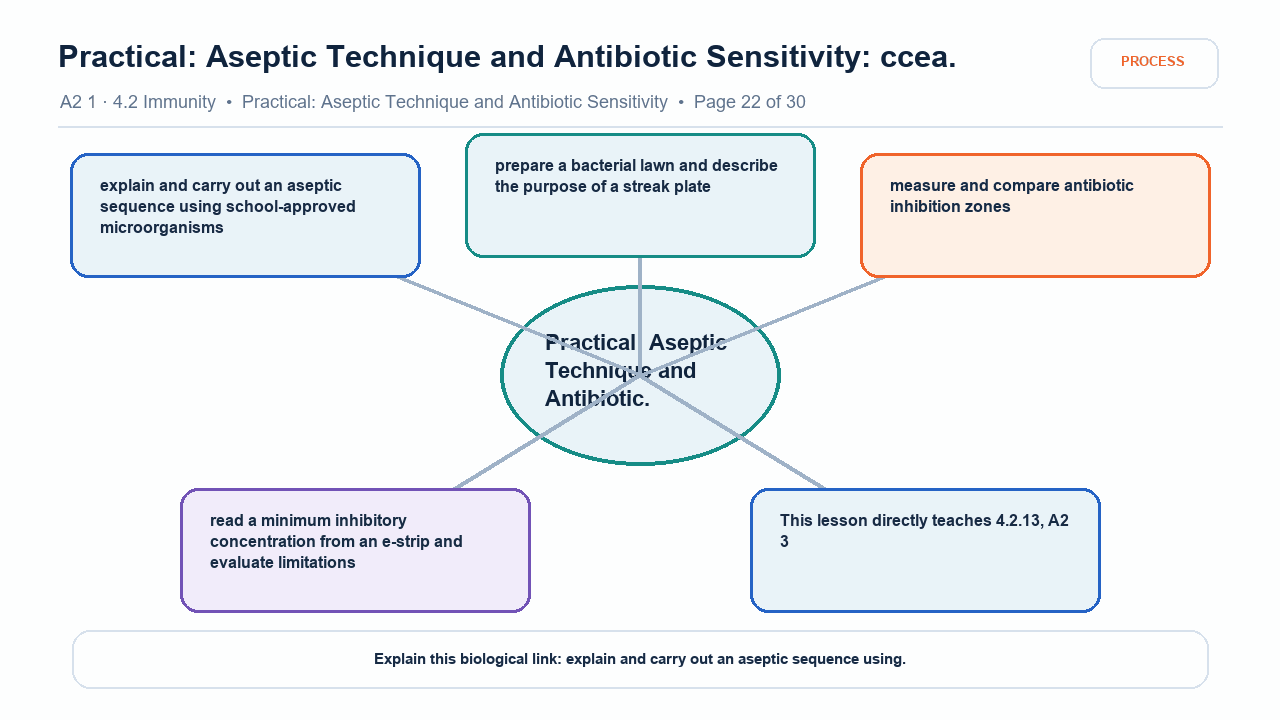 Practical: Aseptic Technique and Antibiotic Sensitivity: ccea.
PROCESS
A2 1 · 4.2 Immunity • Practical: Aseptic Technique and Antibiotic Sensitivity • Page 22 of 30
explain and carry out an aseptic
sequence using school-approved
microorganisms
prepare a bacterial lawn and describe
the purpose of a streak plate
measure and compare antibiotic
inhibition zones
Practical Aseptic
Technique and
Antibiotic.
read a minimum inhibitory
concentration from an e-strip and
evaluate limitations
This lesson directly teaches 4.2.13, A2
3
Explain this biological link: explain and carry out an aseptic sequence using.